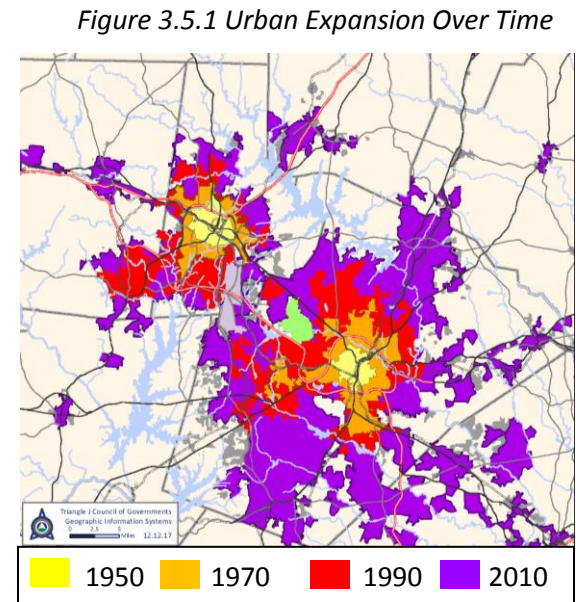 Figure 3.5.1 Urban Expansion Over Time
Triangle J Council of Governments
Geographic Information Systems
0 2.5 5
Miles 12.12.17
1950 1970 1990 2010